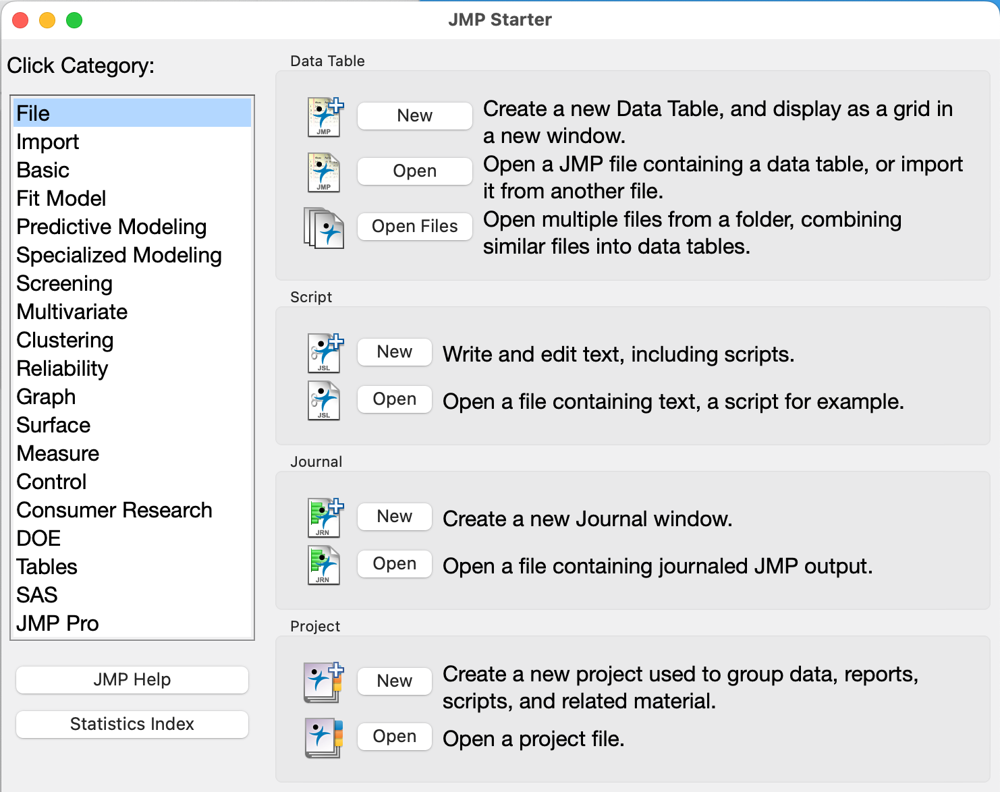 JMP Starter
Click Category:
File
Import
Basic
Fit Model
Predictive Modeling
Specialized Modeling
Screening
Multivariate
Clustering
Reliability
Graph
Surface
Measure
Control
Consumer Research
DOE
Tables
SAS
JMP Pro
JMP Help
Statistics Index
Data Table
JMP
New
Create a new Data Table, and display as a grid in
a new window.
JMP
Open
Open a JMP file containing a data table, or import
it from another file.
Open Files
Open multiple files from a folder, combining
similar files into data tables.
Script
JSL
New
Write and edit text, including scripts.
JSL
Open
Open a file containing text, a script for example.
Journal
JRN
New
Create a new Journal window.
JRN
Open
Open a file containing journaled JMP output.
Project
New
Create a new project used to group data, reports,
scripts, and related material.
Open
Open a project file.